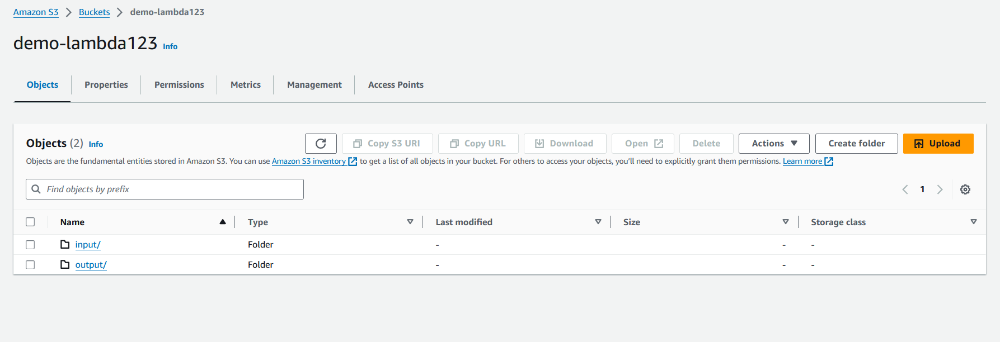 Amazon S3 > Buckets > demo-lambda123
demo-lambda123 Info
Objects Properties Permissions Metrics Management Access Points
Objects (2) Info Copy S3 URI Copy URL Download Open Delete Actions Create folder Upload
Objects are the fundamental entities stored in Amazon S3. You can use Amazon S3 inventory to get a list of all objects in your bucket. For others to access your objects, you'll need to explicitly grant them permissions. Learn more
Find objects by prefix 1
Name Type Last modified Size Storage class
input/ Folder - - -
output/ Folder - - -